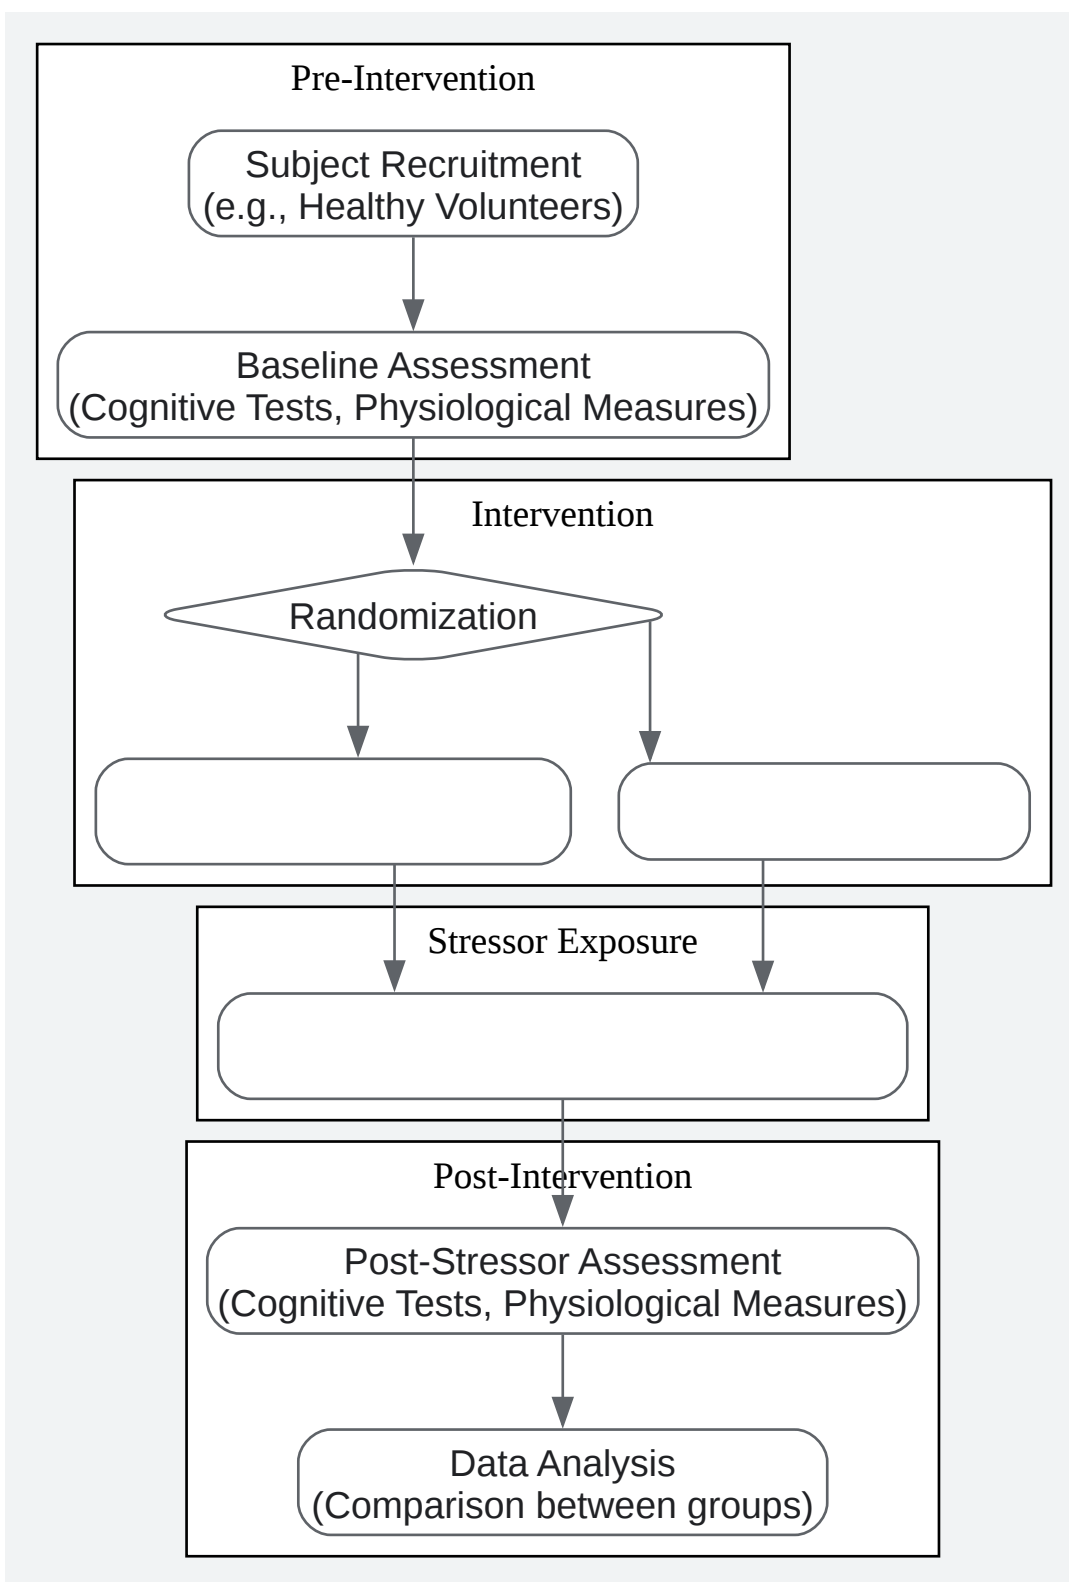 Pre-Intervention
Subject Recruitment
(e.g., Healthy Volunteers)
Baseline Assessment
(Cognitive Tests, Physiological Measures)
Intervention
Randomization
Stressor Exposure
Post-Intervention
Post-Stressor Assessment
(Cognitive Tests, Physiological Measures)
Data Analysis
(Comparison between groups)